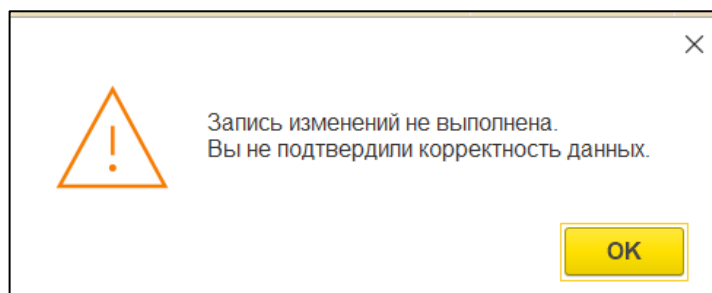 Запись изменений не выполнена.
Вы не подтвердили корректность данных.
OK